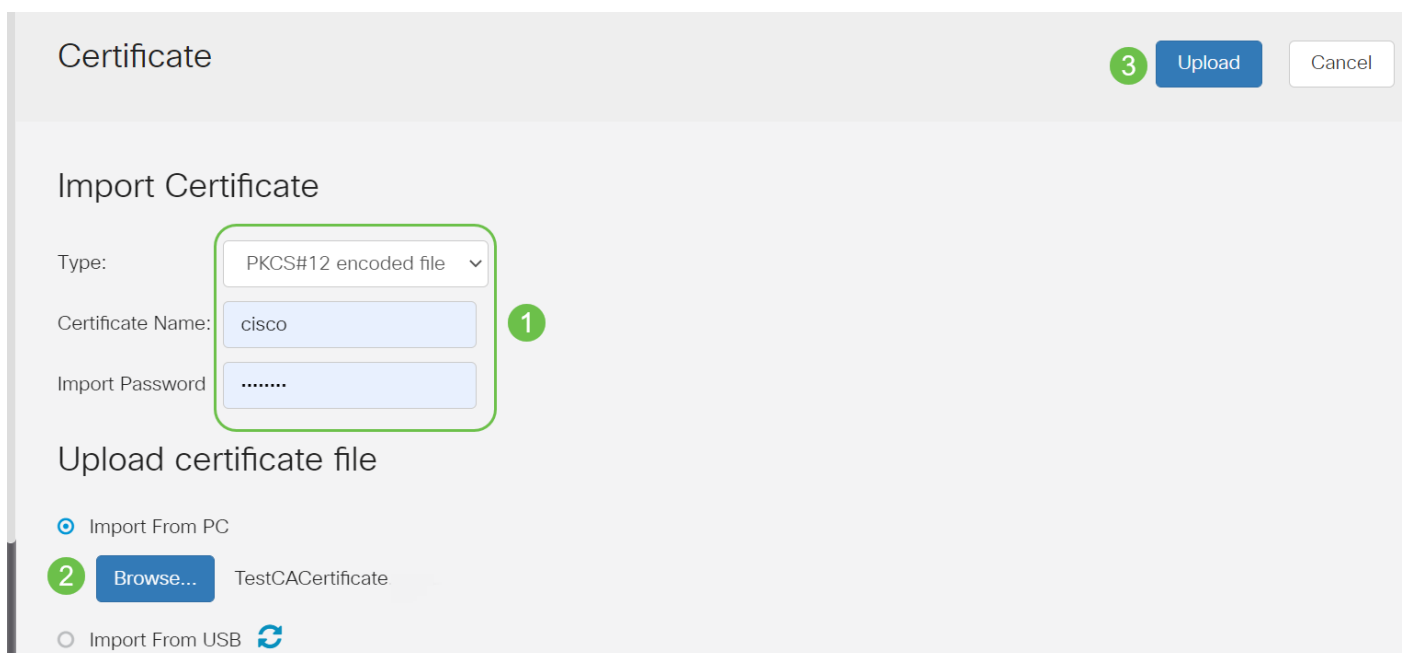 Certificate
3 Upload Cancel
Import Certificate
Type: PKCS#12 encoded file
Certificate Name: cisco 1
Import Password ········
Upload certificate file
Import From PC
2 Browse... TestCACertificate
Import From USB